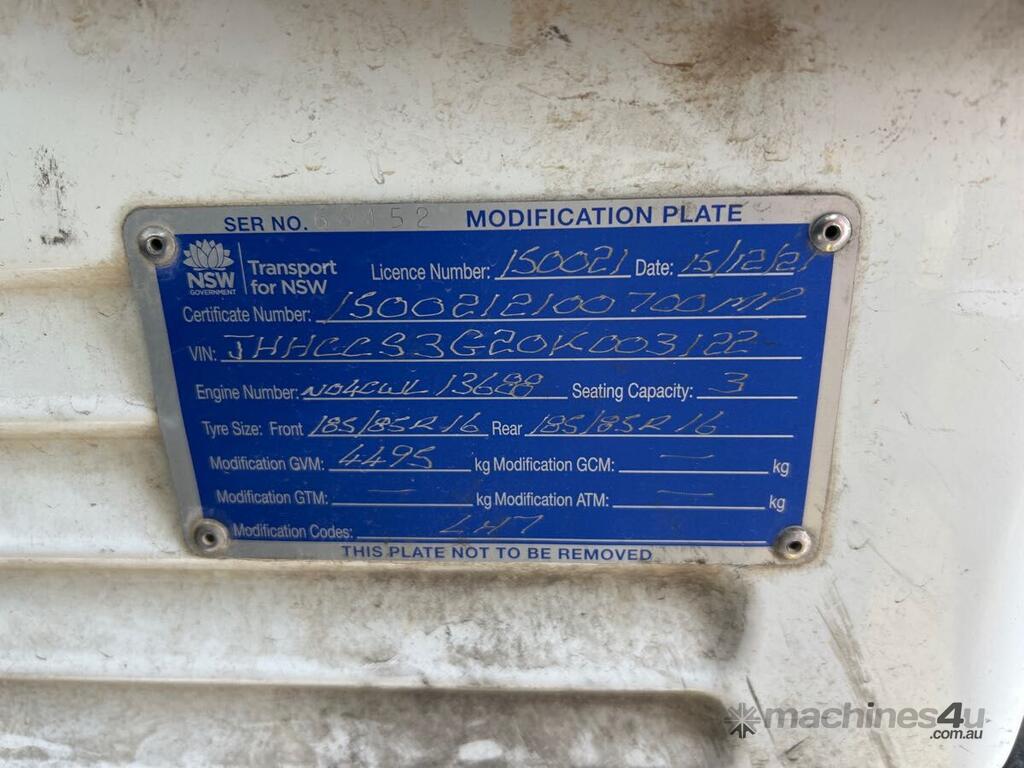 SER NO. 69452 MODIFICATION PLATE
NSW GOVERNMENT Transport for NSW
Licence Number: 150021 Date: 15/12/21
Certificate Number: 1500212100700MP
VIN: JHHCCS3G20K003122
Engine Number: N04CWL 13688 Seating Capacity: 3
Tyre Size: Front 185/85R16 Rear 185/85R16
Modification GVM: 4495 kg Modification GCM: — kg
Modification GTM: — kg Modification ATM: — kg
Modification Codes: LH7
THIS PLATE NOT TO BE REMOVED
machines4u
.com.au